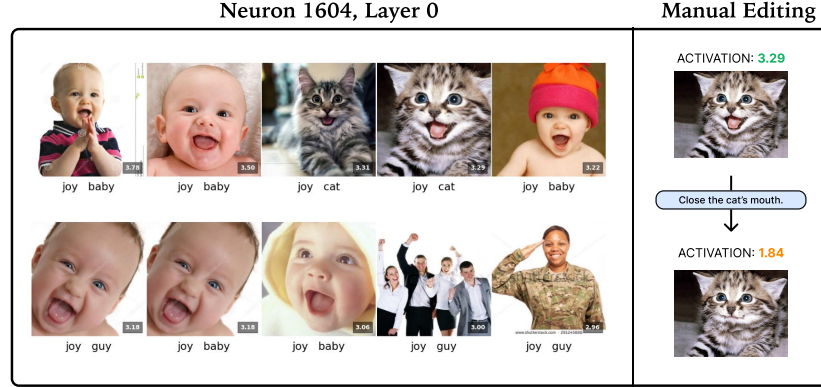 Neuron 1604, Layer 0
Manual Editing
3.78
3.50
3.31
3.29
3.22
joy baby
joy baby
joy cat
joy cat
joy baby
3.18
3.18
3.06
3.00
2.96
joy guy
joy baby
joy baby
joy guy
joy guy
ACTIVATION: 3.29
Close the cat's mouth.
ACTIVATION: 1.84